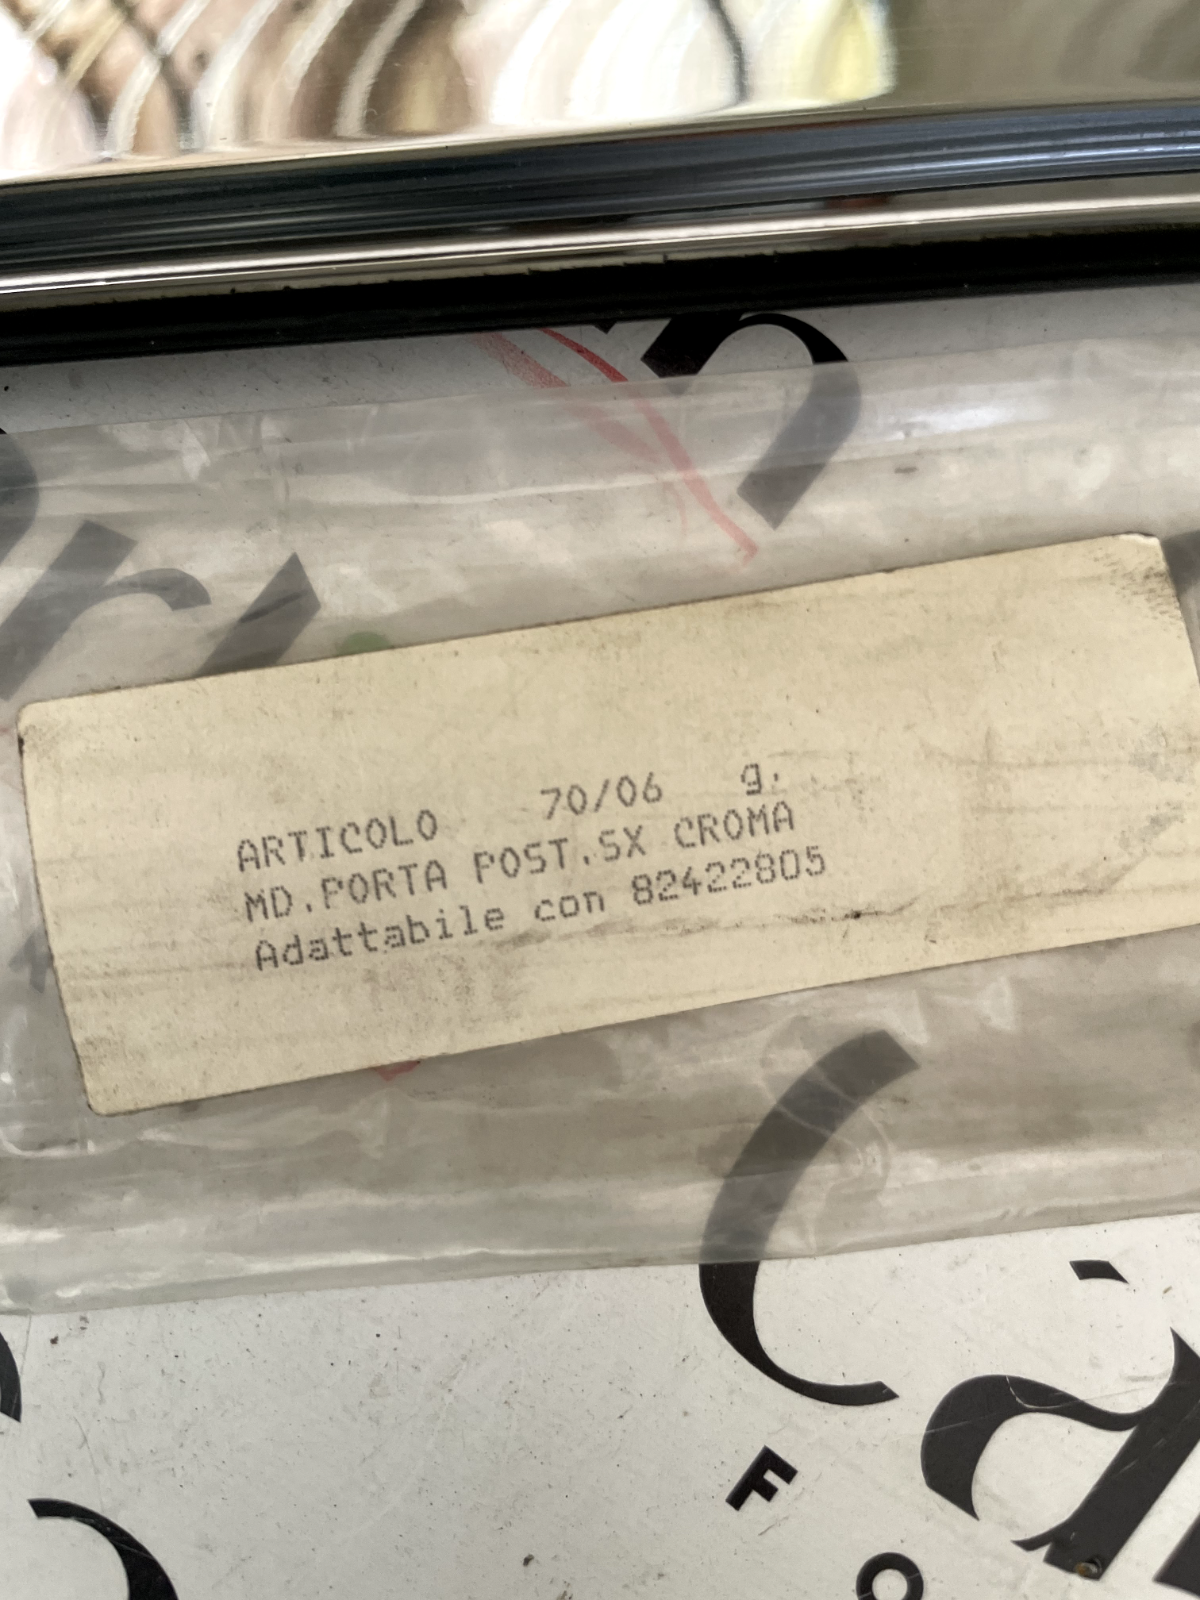 ARTICOLO 70/06 g.
MD.PORTA POST.SX CROMA
Adattabile con 82422805